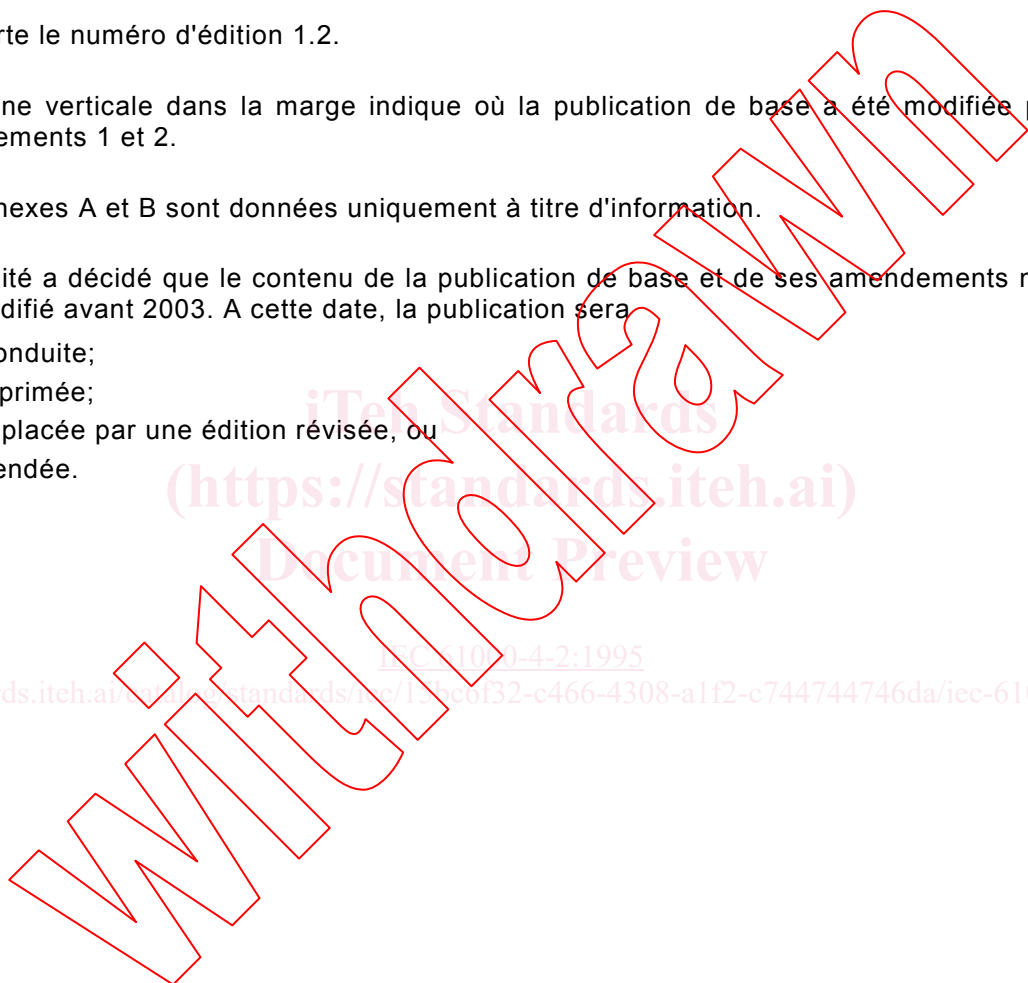 rte le numéro d'édition 1.2.
ne verticale dans la marge indique où la publication de base a été modifiée p
ements 1 et 2.
nexes A et B sont données uniquement à titre d'information.
ité a décidé que le contenu de la publication de base et de ses amendements n
difié avant 2003. A cette date, la publication sera
onduite;
primée;
placée par une édition révisée, ou
endée.
iTeh Standards
(https://standards.iteh.ai)
Document Preview
IEC 61000-4-2:1995
rds.iteh.ai/catalog/standards/iec/15bc6f32-c466-4308-a1f2-c744744746da/iec-610
withdrawn